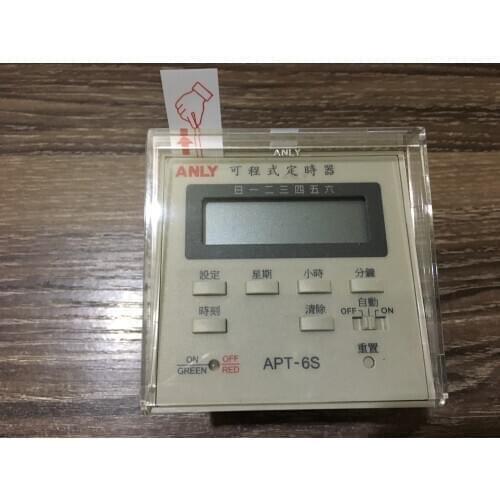 ANLY
ANLY 可程式定時器
日一二三四五六
設定 星期 小時 分鐘
時刻 清除 自動
OFF ON
ON OFF
GREEN RED
APT-6S
重置